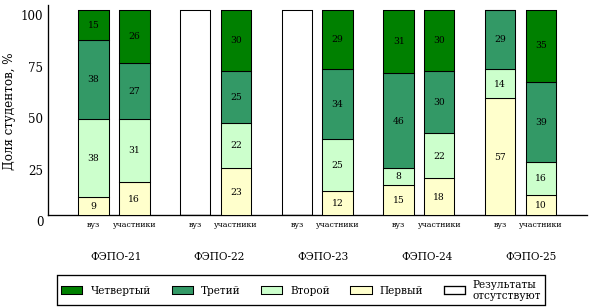 Доля студентов, %
100
75
50
25
0
15 26 30 29 31 30 29 35
38 27 25 34 46 30 14 39
38 31 22 25 8 22 57 16
9 16 23 12 15 18 10
вуз участники вуз участники вуз участники вуз участники вуз участники
ФЭПО-21 ФЭПО-22 ФЭПО-23 ФЭПО-24 ФЭПО-25
Четвертый Третий Второй Первый Результаты
отсутствуют